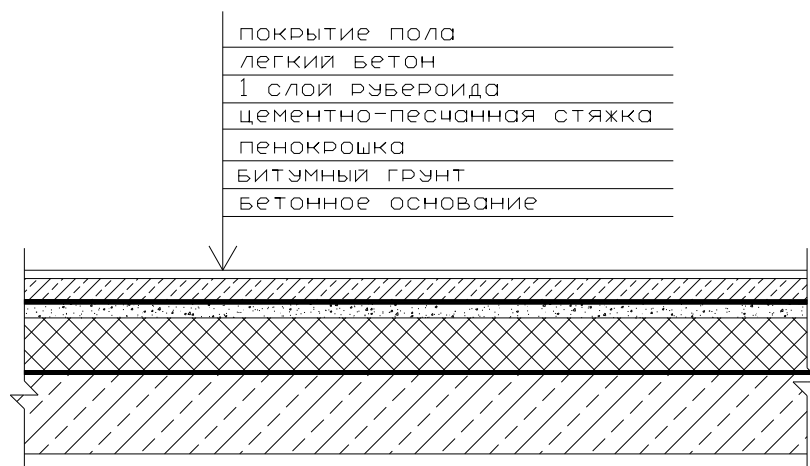 покрытие пола
легкий бетон
1 слой рубероида
цементно-песчанная стяжка
пенокрошка
битумный грунт
бетонное основание